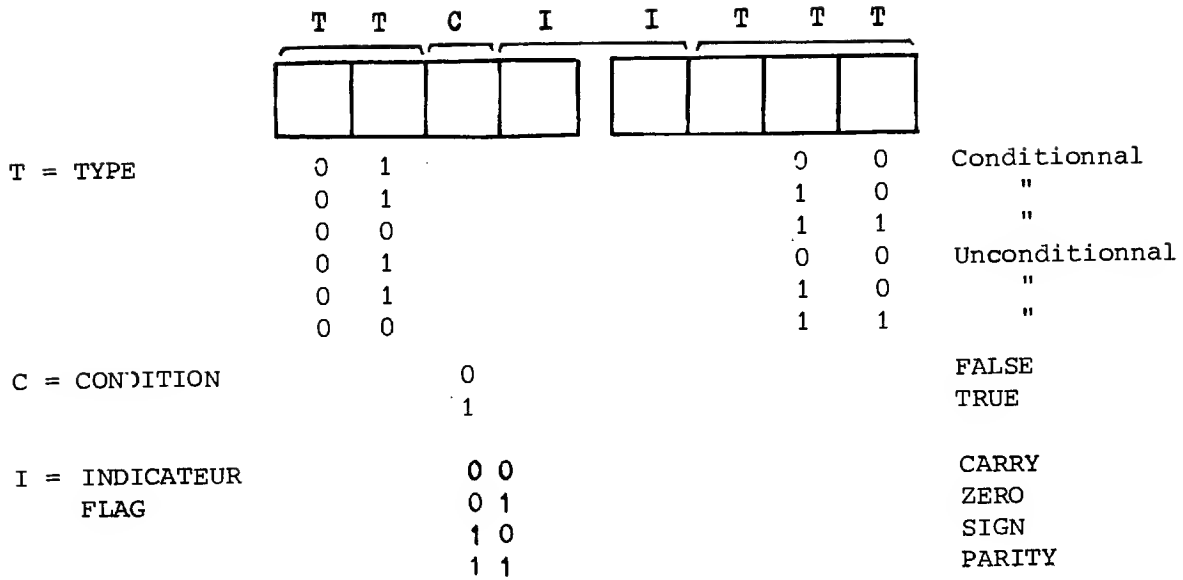 T T C I I T T T
T = TYPE 0 1 0 0 Conditionnal
0 1 1 0 "
0 0 1 1 "
0 1 0 0 Unconditionnal
0 1 1 0 "
0 0 1 1 "
C = CONDITION 0 FALSE
1 TRUE
I = INDICATEUR 0 0 CARRY
FLAG 0 1 ZERO
1 0 SIGN
1 1 PARITY